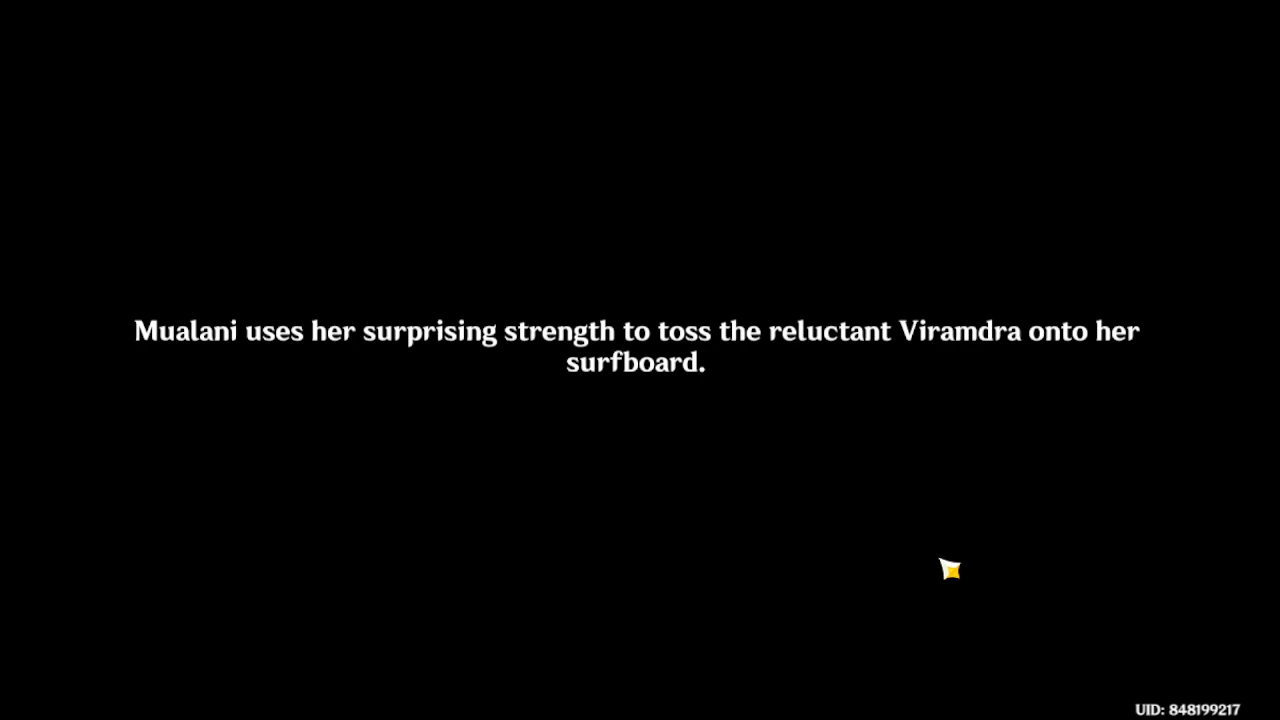 Mualani uses her surprising strength to toss the reluctant Viramdra onto her
surfboard.
UID: 848199217